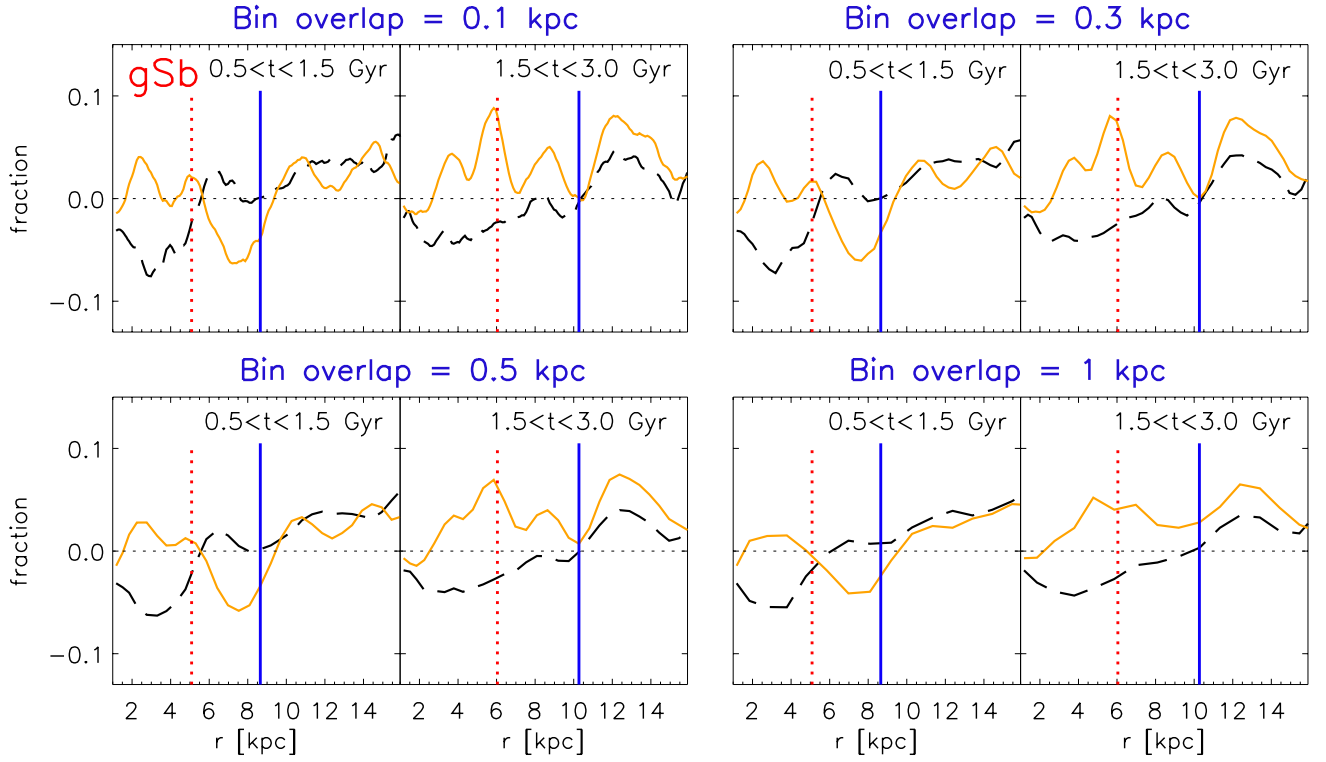 Bin overlap = 0.1 kpc
Bin overlap = 0.3 kpc
gSb
0.5<t<1.5 Gyr
1.5<t<3.0 Gyr
0.5<t<1.5 Gyr
1.5<t<3.0 Gyr
0.1
0.0
−0.1
fraction
Bin overlap = 0.5 kpc
Bin overlap = 1 kpc
0.5<t<1.5 Gyr
1.5<t<3.0 Gyr
0.5<t<1.5 Gyr
1.5<t<3.0 Gyr
0.1
0.0
−0.1
fraction
2 4 6 8 10 12 14 2 4 6 8 10 12 14 2 4 6 8 10 12 14 2 4 6 8 10 12 14
r [kpc] r [kpc] r [kpc] r [kpc]